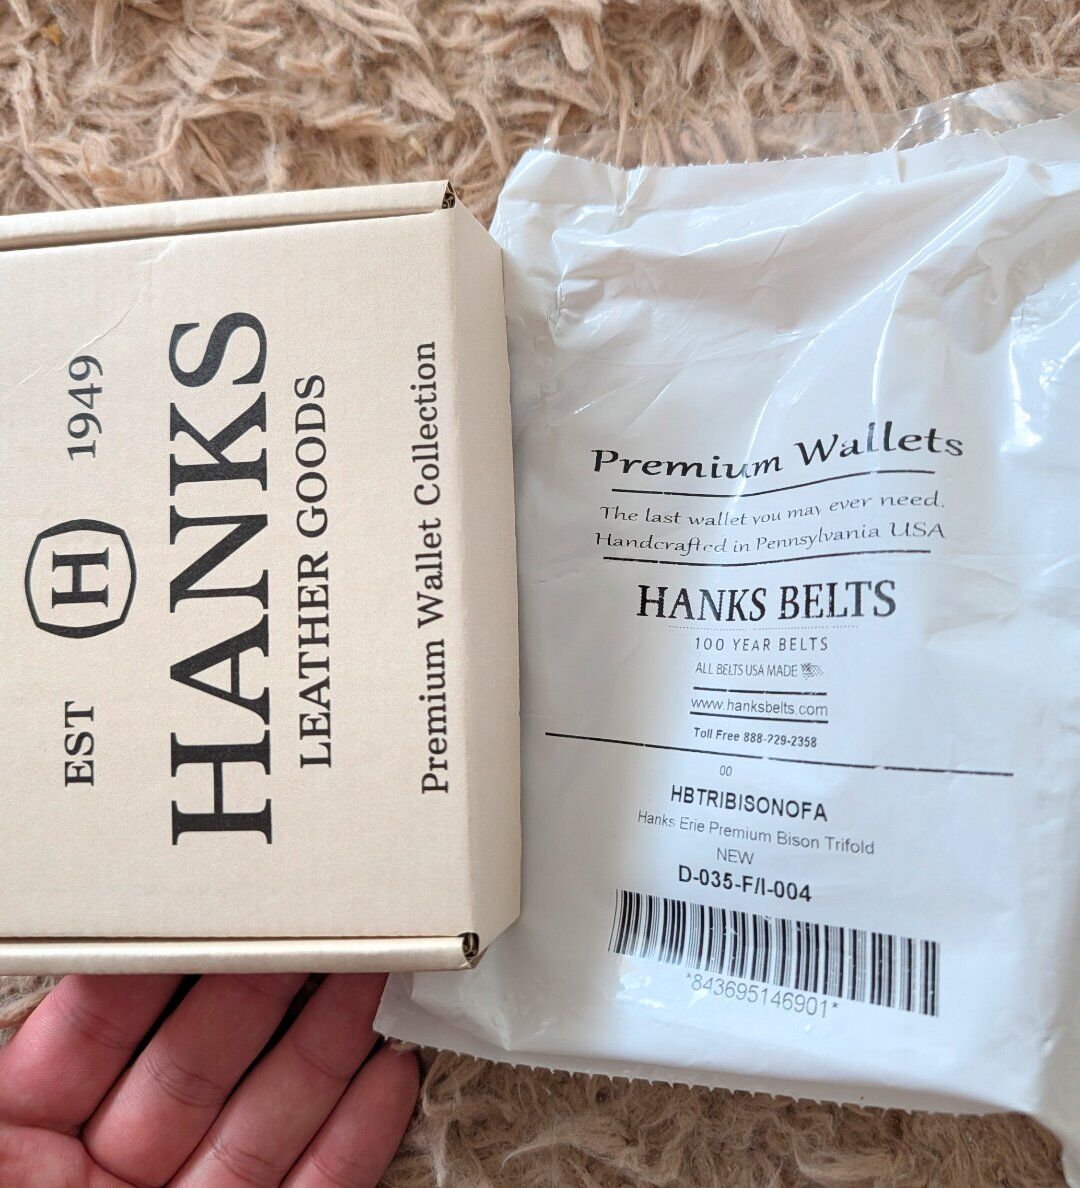 EST H 1949
HANKS
LEATHER GOODS
Premium Wallet Collection
Premium Wallets
The last wallet you may ever need.
Handcrafted in Pennsylvania USA
HANKS BELTS
100 YEAR BELTS
ALL BELTS USA MADE
www.hanksbelts.com
Toll Free 888-729-2358
00
HBTRIBISONOFA
Hanks Erie Premium Bison Trifold
NEW
D-035-F/I-004
*843695146901*